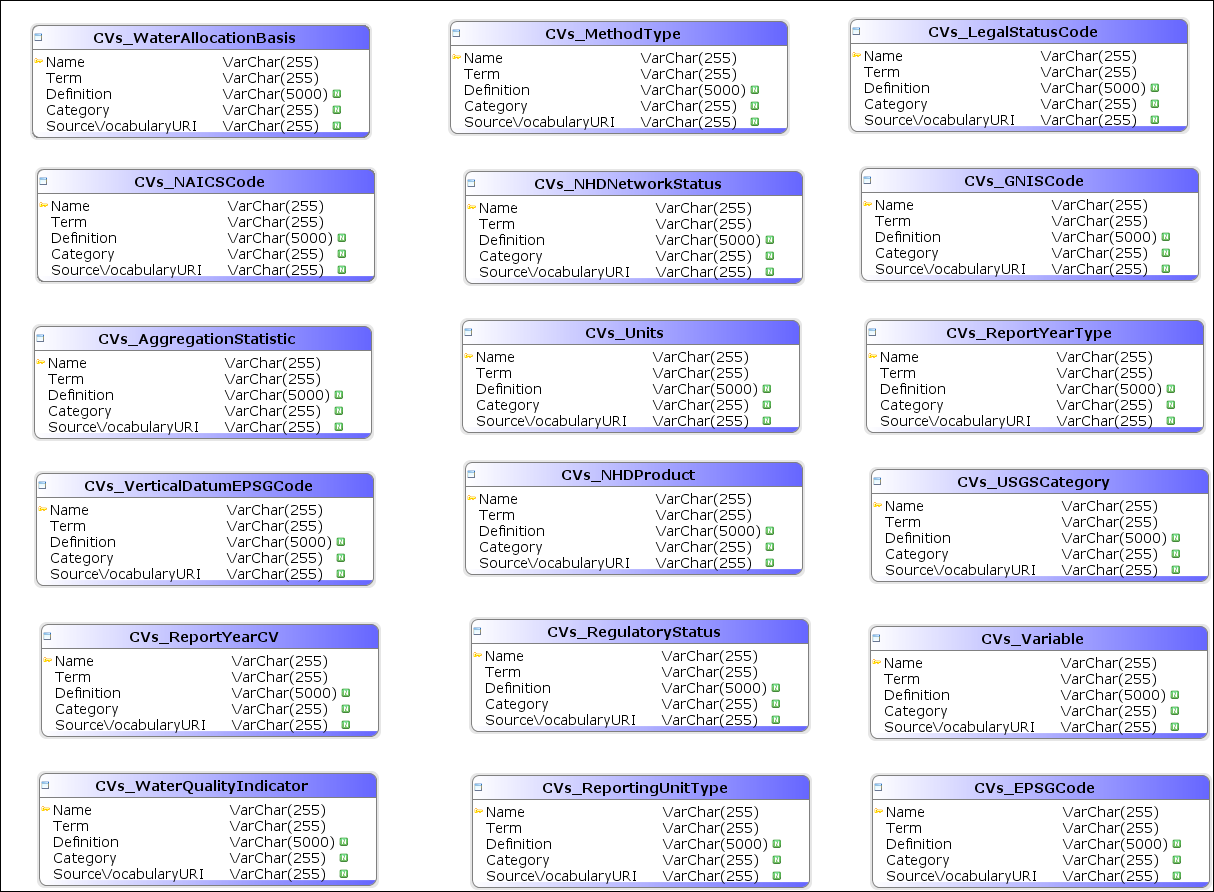 CVs_WaterAllocationBasis
Name VarChar(255)
Term VarChar(255)
Definition VarChar(5000) N
Category VarChar(255) N
SourceVocabularyURI VarChar(255) N
CVs_MethodType
Name VarChar(255)
Term VarChar(255)
Definition VarChar(5000) N
Category VarChar(255) N
SourceVocabularyURI VarChar(255) N
CVs_LegalStatusCode
Name VarChar(255)
Term VarChar(255)
Definition VarChar(5000) N
Category VarChar(255) N
SourceVocabularyURI VarChar(255) N
CVs_NAICSCode
Name VarChar(255)
Term VarChar(255)
Definition VarChar(5000) N
Category VarChar(255) N
SourceVocabularyURI VarChar(255) N
CVs_NHDNetworkStatus
Name VarChar(255)
Term VarChar(255)
Definition VarChar(5000) N
Category VarChar(255) N
SourceVocabularyURI VarChar(255) N
CVs_GNISCode
Name VarChar(255)
Term VarChar(255)
Definition VarChar(5000) N
Category VarChar(255) N
SourceVocabularyURI VarChar(255) N
CVs_AggregationStatistic
Name VarChar(255)
Term VarChar(255)
Definition VarChar(5000) N
Category VarChar(255) N
SourceVocabularyURI VarChar(255) N
CVs_Units
Name VarChar(255)
Term VarChar(255)
Definition VarChar(5000) N
Category VarChar(255) N
SourceVocabularyURI VarChar(255) N
CVs_ReportYearType
Name VarChar(255)
Term VarChar(255)
Definition VarChar(5000) N
Category VarChar(255) N
SourceVocabularyURI VarChar(255) N
CVs_VerticalDatumEPSGCode
Name VarChar(255)
Term VarChar(255)
Definition VarChar(5000) N
Category VarChar(255) N
SourceVocabularyURI VarChar(255) N
CVs_NHDProduct
Name VarChar(255)
Term VarChar(255)
Definition VarChar(5000) N
Category VarChar(255) N
SourceVocabularyURI VarChar(255) N
CVs_USGSCategory
Name VarChar(255)
Term VarChar(255)
Definition VarChar(5000) N
Category VarChar(255) N
SourceVocabularyURI VarChar(255) N
CVs_ReportYearCV
Name VarChar(255)
Term VarChar(255)
Definition VarChar(5000) N
Category VarChar(255) N
SourceVocabularyURI VarChar(255) N
CVs_RegulatoryStatus
Name VarChar(255)
Term VarChar(255)
Definition VarChar(5000) N
Category VarChar(255) N
SourceVocabularyURI VarChar(255) N
CVs_Variable
Name VarChar(255)
Term VarChar(255)
Definition VarChar(5000) N
Category VarChar(255) N
SourceVocabularyURI VarChar(255) N
CVs_WaterQualityIndicator
Name VarChar(255)
Term VarChar(255)
Definition VarChar(5000) N
Category VarChar(255) N
SourceVocabularyURI VarChar(255) N
CVs_ReportingUnitType
Name VarChar(255)
Term VarChar(255)
Definition VarChar(5000) N
Category VarChar(255) N
SourceVocabularyURI VarChar(255) N
CVs_EPSGCode
Name VarChar(255)
Term VarChar(255)
Definition VarChar(5000) N
Category VarChar(255) N
SourceVocabularyURI VarChar(255) N